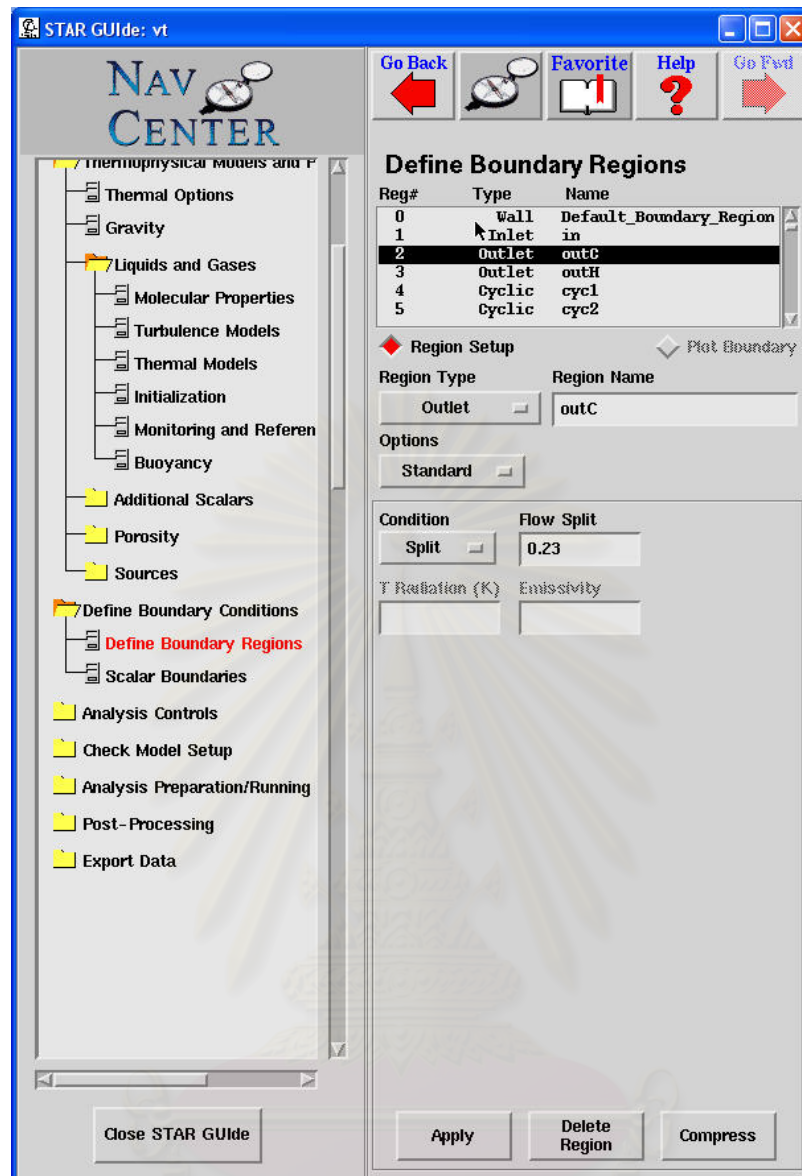 STAR GUIde: vt
NAV
CENTER
Thermophysical Models and P
Thermal Options
Gravity
Liquids and Gases
Molecular Properties
Turbulence Models
Thermal Models
Initialization
Monitoring and Referen
Buoyancy
Additional Scalars
Porosity
Sources
Define Boundary Conditions
Define Boundary Regions
Scalar Boundaries
Analysis Controls
Check Model Setup
Analysis Preparation/Running
Post-Processing
Export Data
Close STAR GUIde
Go Back Favorite Help Go Fwd
Define Boundary Regions
Reg# Type Name
0 Wall Default_Boundary_Region
1 Inlet in
2 Outlet outC
3 Outlet outH
4 Cyclic cyc1
5 Cyclic cyc2
Region Setup Plot Boundary
Region Type Region Name
Outlet outC
Options
Standard
Condition Flow Split
Split 0.23
T Radiation (K) Emissivity
Apply Delete Region Compress